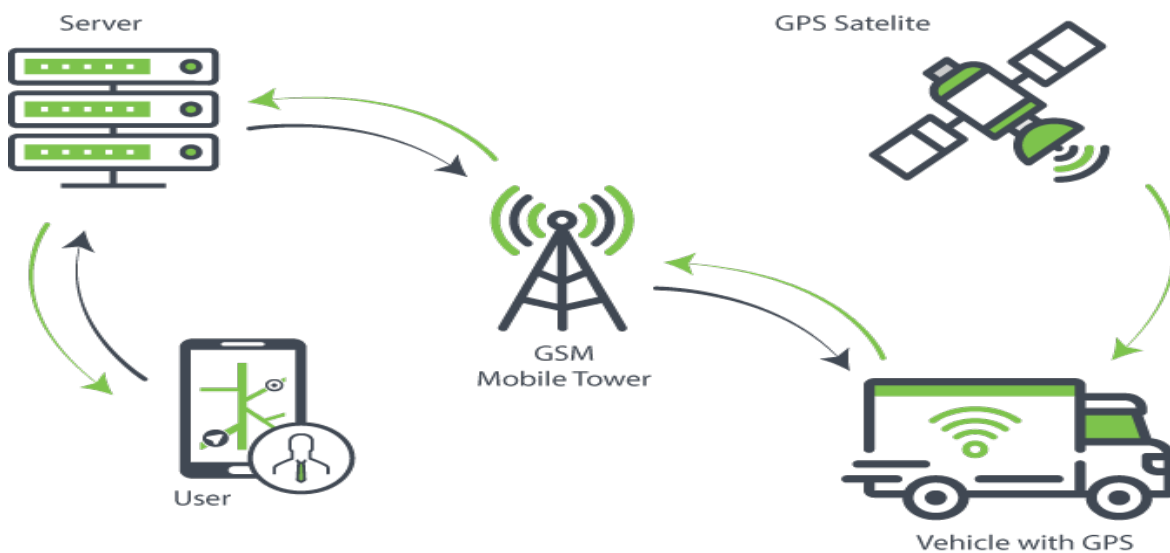 Server
GPS Satelite
GSM
Mobile Tower
User
Vehicle with GPS